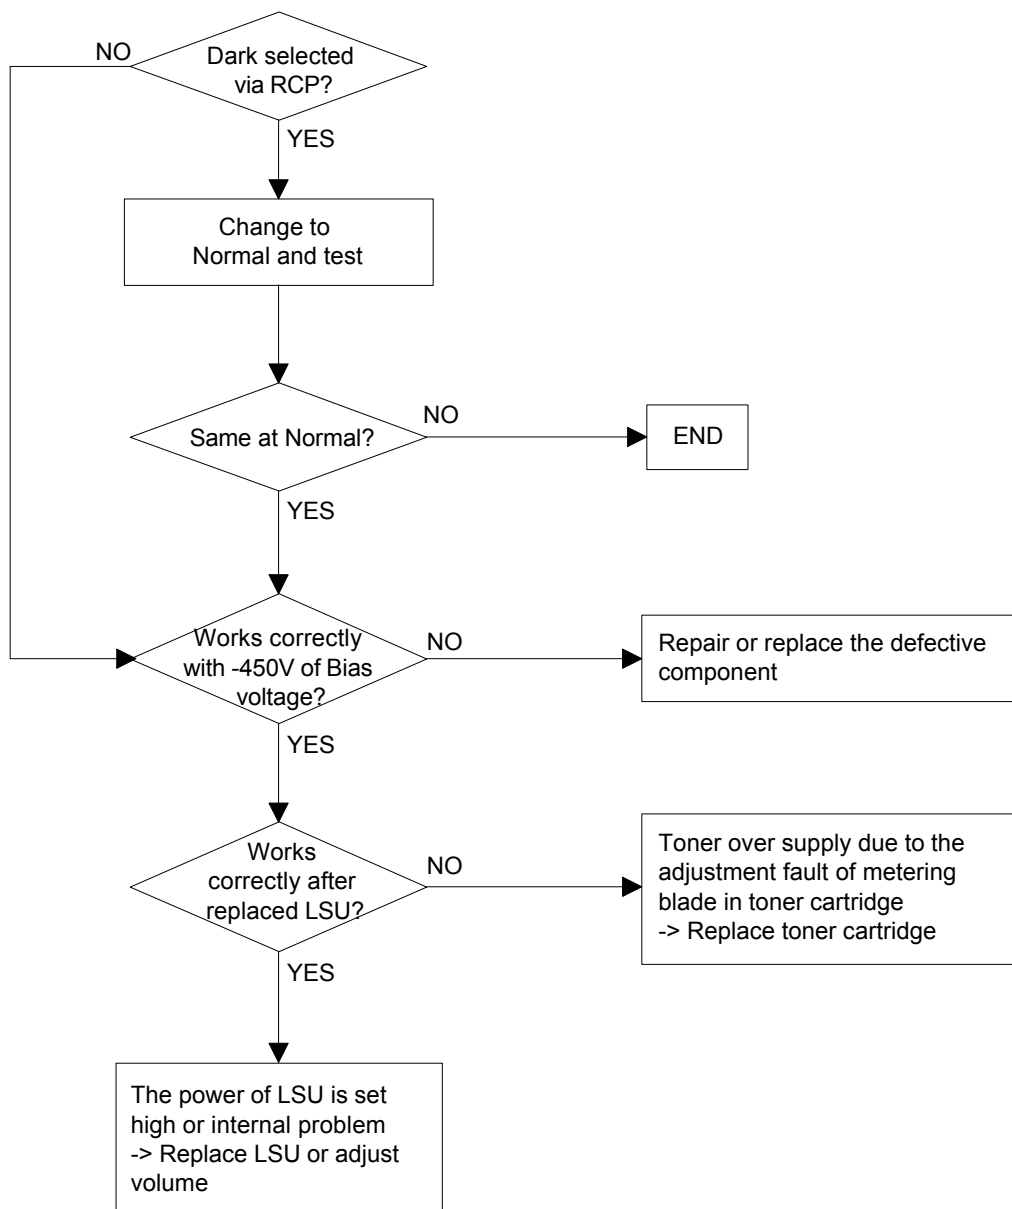 NO
Dark selected
via RCP?
YES
Change to
Normal and test
Same at Normal?
NO
END
YES
Works correctly
with -450V of Bias
voltage?
NO
Repair or replace the defective
component
YES
Works
correctly after
replaced LSU?
NO
Toner over supply due to the
adjustment fault of metering
blade in toner cartridge
-> Replace toner cartridge
YES
The power of LSU is set
high or internal problem
-> Replace LSU or adjust
volume